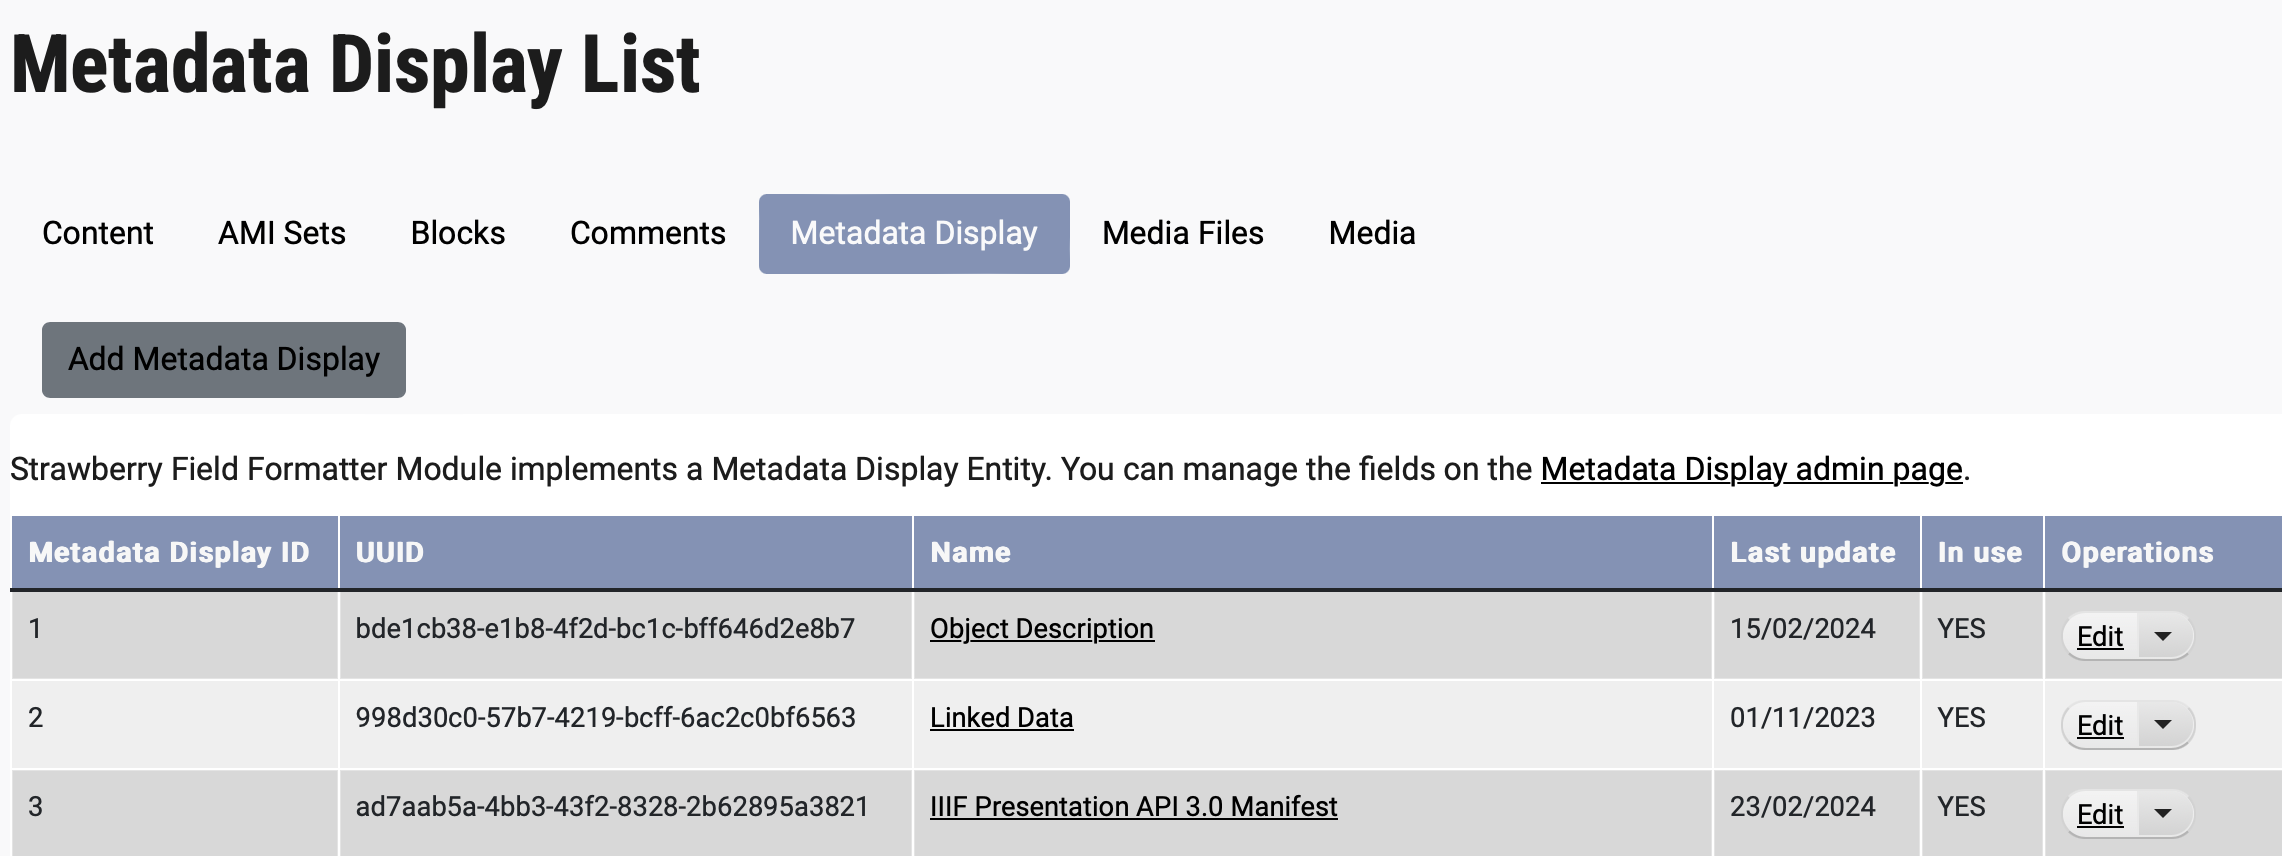 Metadata Display List
Content AMI Sets Blocks Comments Metadata Display Media Files Media
Add Metadata Display
Strawberry Field Formatter Module implements a Metadata Display Entity. You can manage the fields on the Metadata Display admin page.
Metadata Display ID UUID Name Last update In use Operations
1 bde1cb38-e1b8-4f2d-bc1c-bff646d2e8b7 Object Description 15/02/2024 YES Edit
2 998d30c0-57b7-4219-bcff-6ac2c0bf6563 Linked Data 01/11/2023 YES Edit
3 ad7aab5a-4bb3-43f2-8328-2b62895a3821 IIIF Presentation API 3.0 Manifest 23/02/2024 YES Edit